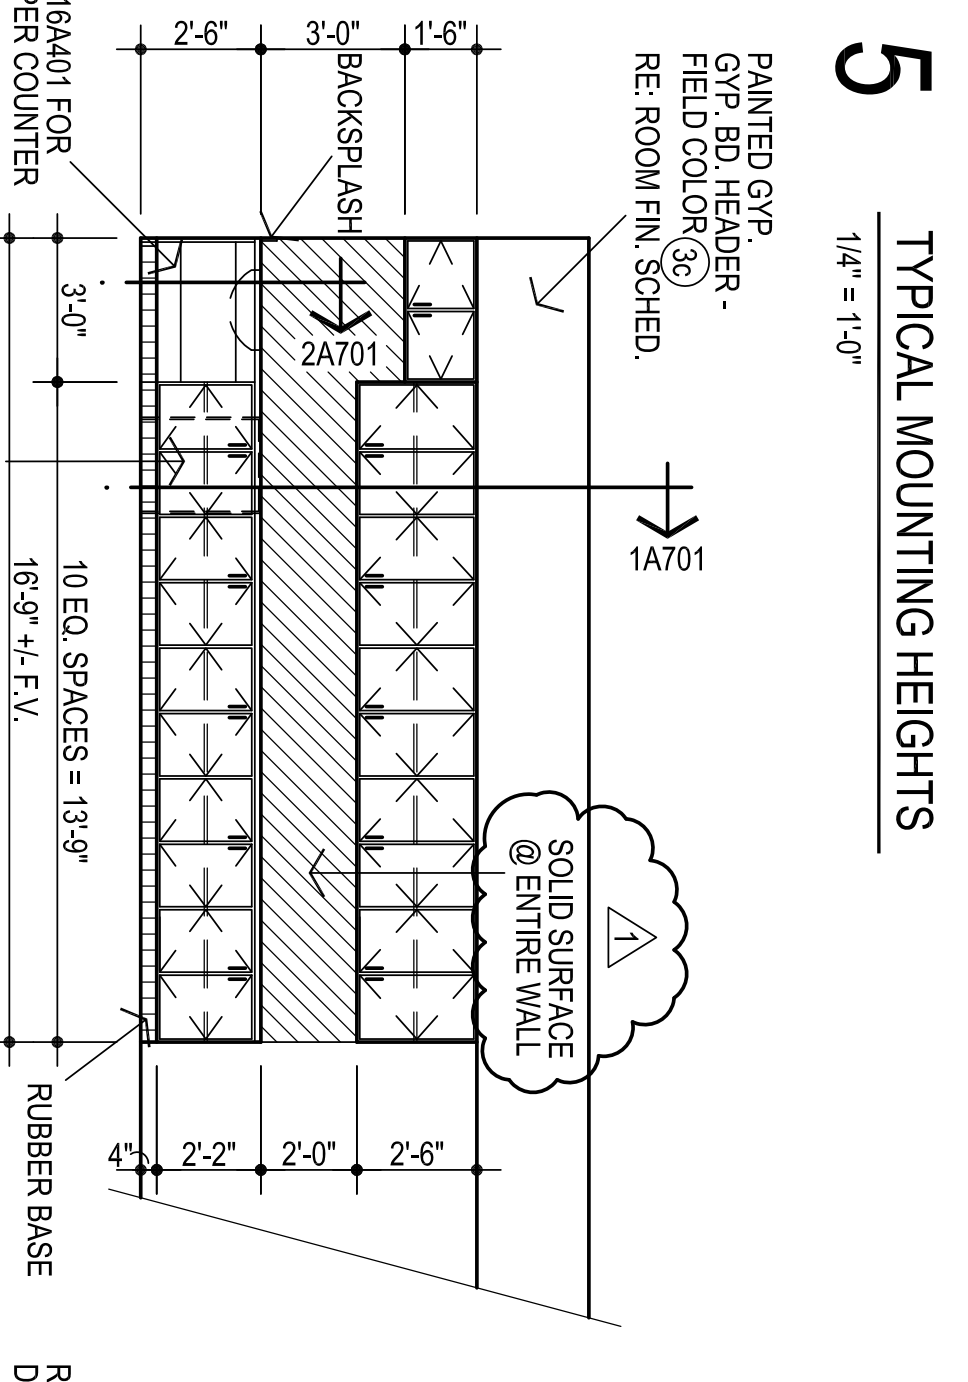 5
TYPICAL MOUNTING HEIGHTS
1/4" = 1'-0"
PAINTED GYP.
GYP. BD. HEADER -
FIELD COLOR 3c
RE: ROOM FIN. SCHED.
1A701
1
SOLID SURFACE
@ ENTIRE WALL
2'-6"
3'-0"
1'-6"
BACKSPLASH
2A701
4"
2'-2"
2'-0"
2'-6"
16A401 FOR
PER COUNTER
3'-0"
10 EQ. SPACES = 13'-9"
16'-9" +/- F.V.
RUBBER BASE
R
D